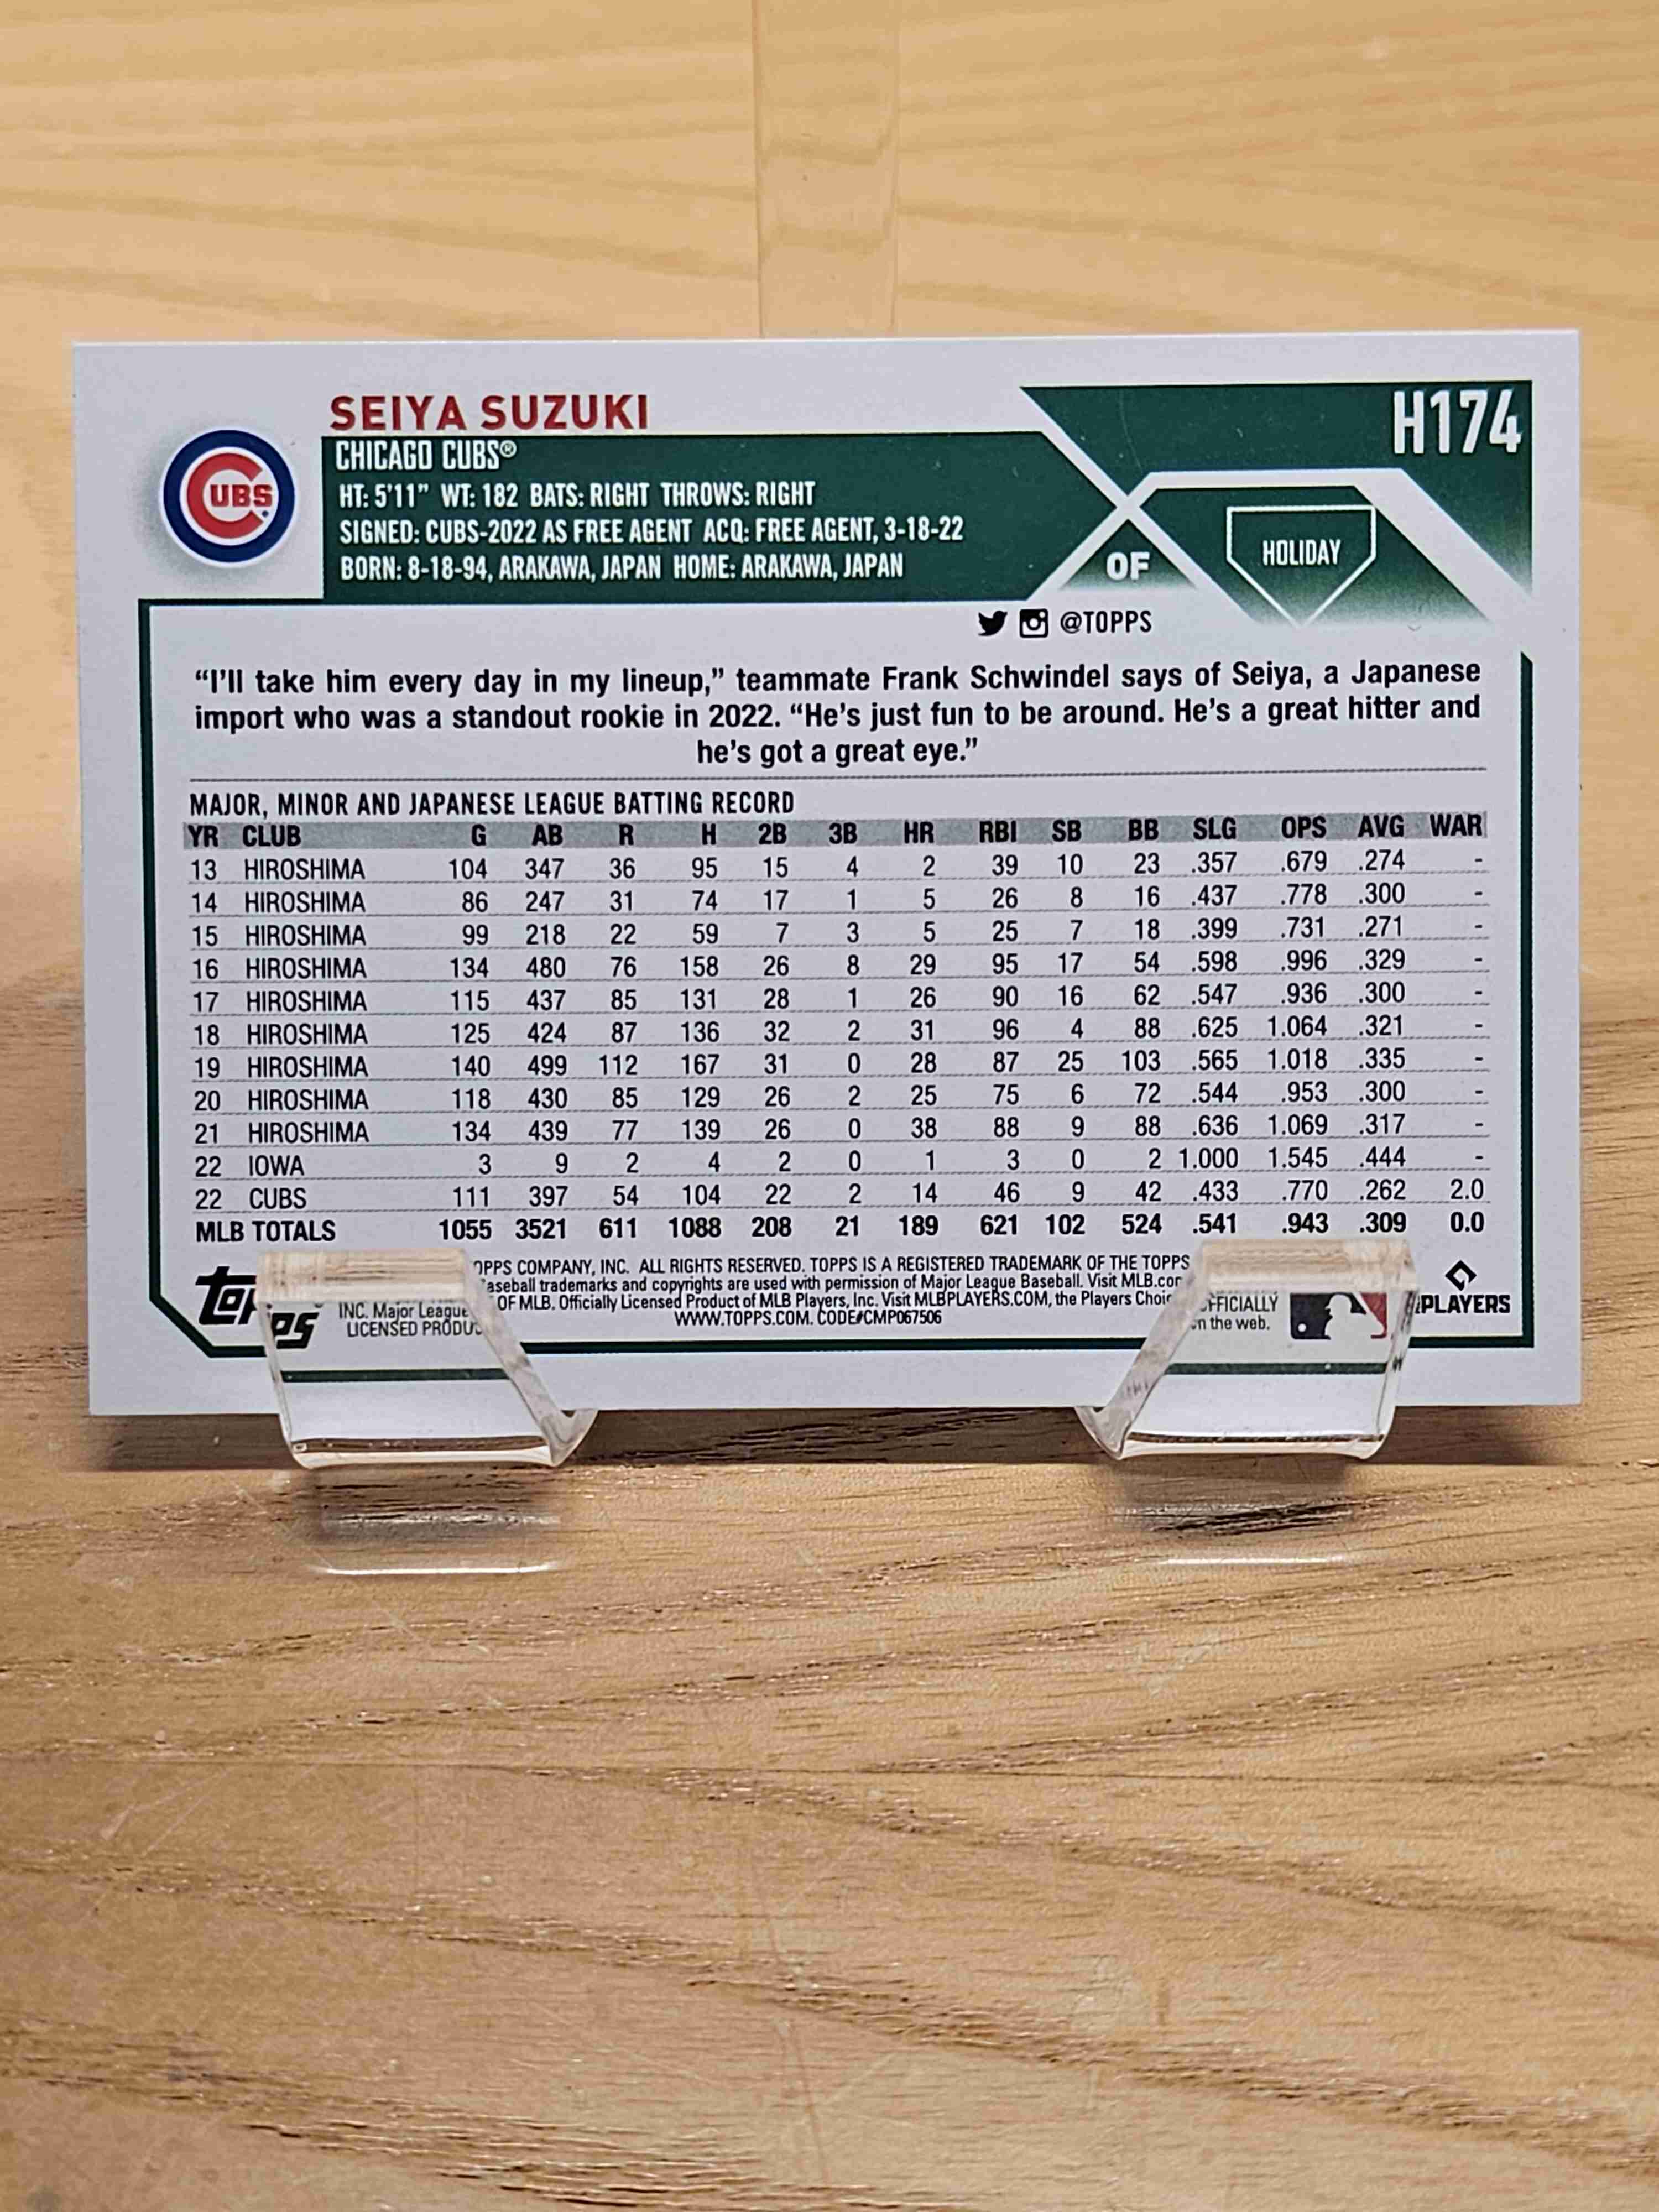 SEIYA SUZUKI
H174
CUBS
CHICAGO CUBS®
HT: 5'11" WT: 182 BATS: RIGHT THROWS: RIGHT
SIGNED: CUBS-2022 AS FREE AGENT ACQ: FREE AGENT, 3-18-22
BORN: 8-18-94, ARAKAWA, JAPAN HOME: ARAKAWA, JAPAN
OF
HOLIDAY
@TOPPS
“I’ll take him every day in my lineup,” teammate Frank Schwindel says of Seiya, a Japanese
import who was a standout rookie in 2022. “He’s just fun to be around. He’s a great hitter and
he’s got a great eye.”
MAJOR, MINOR AND JAPANESE LEAGUE BATTING RECORD
YR CLUB G AB R H 2B 3B HR RBI SB BB SLG OPS AVG WAR
13 HIROSHIMA 104 347 36 95 15 4 2 39 10 23 .357 .679 .274 -
14 HIROSHIMA 86 247 31 74 17 1 5 26 8 16 .437 .778 .300 -
15 HIROSHIMA 99 218 22 59 7 3 5 25 7 18 .399 .731 .271 -
16 HIROSHIMA 134 480 76 158 26 8 29 95 17 54 .598 .996 .329 -
17 HIROSHIMA 115 437 85 131 28 1 26 90 16 62 .547 .936 .300 -
18 HIROSHIMA 125 424 87 136 32 2 31 96 4 88 .625 1.064 .321 -
19 HIROSHIMA 140 499 112 167 31 0 28 87 25 103 .565 1.018 .335 -
20 HIROSHIMA 118 430 85 129 26 2 25 75 6 72 .544 .953 .300 -
21 HIROSHIMA 134 439 77 139 26 0 38 88 9 88 .636 1.069 .317 -
22 IOWA 3 9 2 4 2 0 1 3 0 2 1.000 1.545 .444 -
22 CUBS 111 397 54 104 22 2 14 46 9 42 .433 .770 .262 2.0
MLB TOTALS 1055 3521 611 1088 208 21 189 621 102 524 .541 .943 .309 0.0
COMPANY, INC. ALL RIGHTS RESERVED. TOPPS IS A REGISTERED TRADEMARK OF THE TOPPS
trademarks and copyrights are used with permission of Major League Baseball. Visit
INC. Major League OF MLB. Officially Licensed Product of MLB Players, Inc. Visit MLBPLAYERS.COM, the Players
LICENSED WWW.TOPPS.COM. CODE#CMP067506 the web.
Topps
PLAYERS